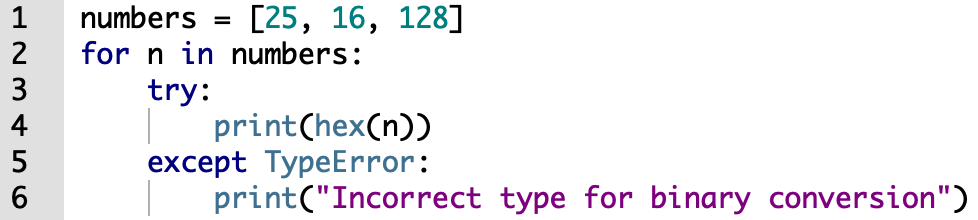 1 numbers = [25, 16, 128]
2 for n in numbers:
3     try:
4         print(hex(n))
5     except TypeError:
6         print("Incorrect type for binary conversion")